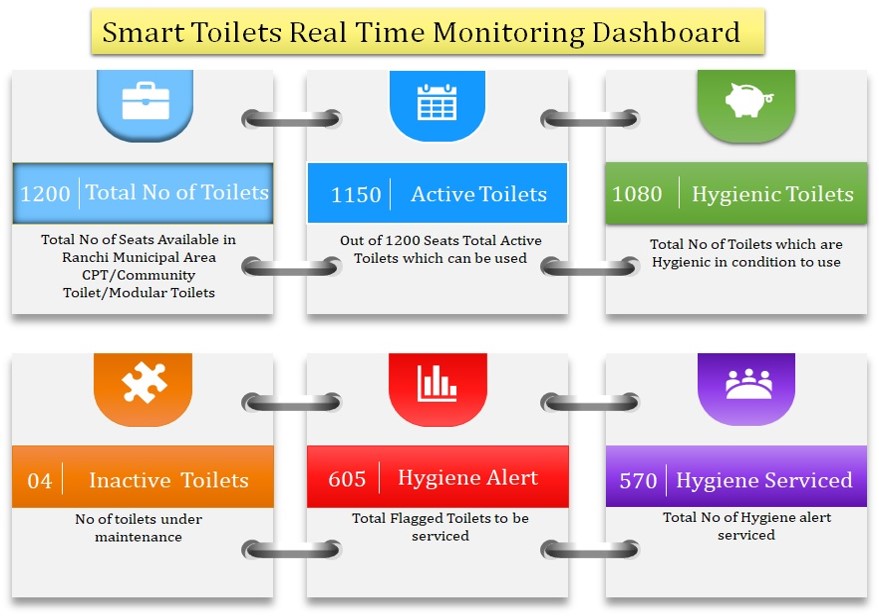 Smart Toilets Real Time Monitoring Dashboard
1200 Total No of Toilets
Total No of Seats Available in
Ranchi Municipal Area
CPT/Community
Toilet/Modular Toilets
1150 Active Toilets
Out of 1200 Seats Total Active
Toilets which can be used
1080 Hygienic Toilets
Total No of Toilets which are
Hygienic in condition to use
04 Inactive Toilets
No of toilets under
maintenance
605 Hygiene Alert
Total Flagged Toilets to be
serviced
570 Hygiene Serviced
Total No of Hygiene alert
serviced